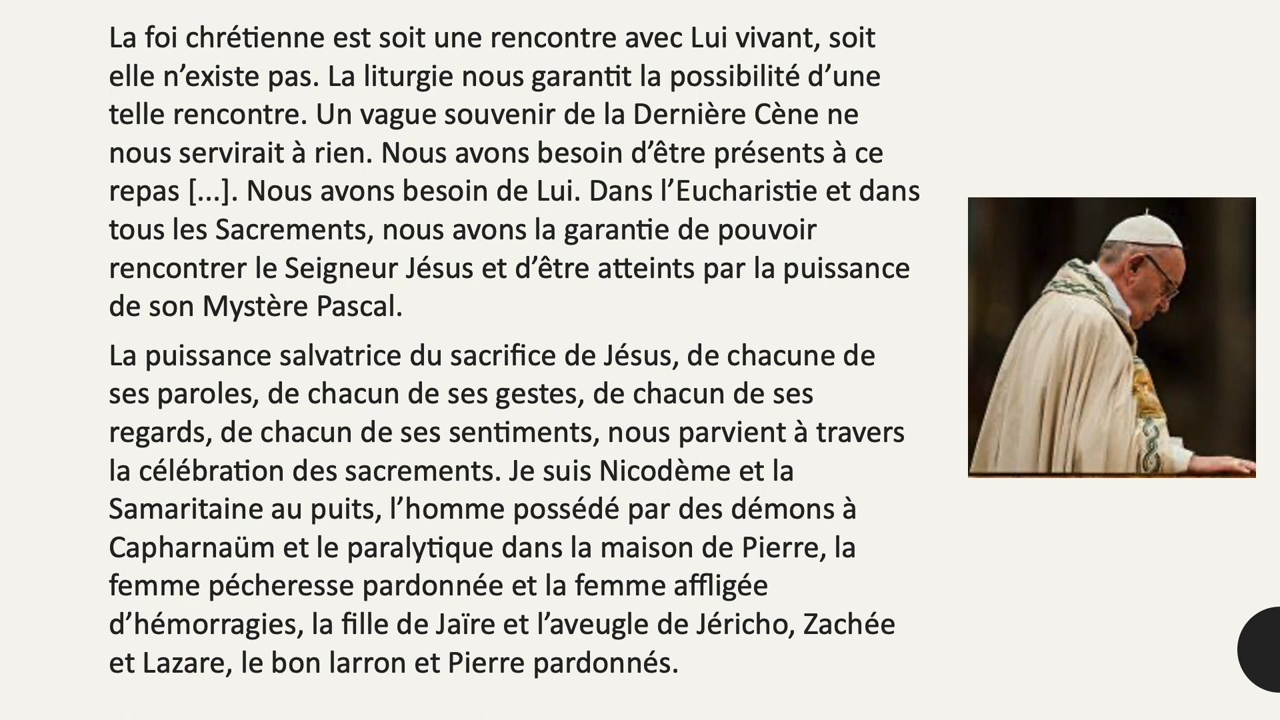 La foi chrétienne est soit une rencontre avec Lui vivant, soit
elle n’existe pas. La liturgie nous garantit la possibilité d’une
telle rencontre. Un vague souvenir de la Dernière Cène ne
nous servirait à rien. Nous avons besoin d’être présents à ce
repas [...]. Nous avons besoin de Lui. Dans l’Eucharistie et dans
tous les Sacrements, nous avons la garantie de pouvoir
rencontrer le Seigneur Jésus et d’être atteints par la puissance
de son Mystère Pascal.
La puissance salvatrice du sacrifice de Jésus, de chacune de
ses paroles, de chacun de ses gestes, de chacun de ses
regards, de chacun de ses sentiments, nous parvient à travers
la célébration des sacrements. Je suis Nicodème et la
Samaritaine au puits, l’homme possédé par des démons à
Capharnaüm et le paralytique dans la maison de Pierre, la
femme pécheresse pardonnée et la femme affligée
d’hémorragies, la fille de Jaïre et l’aveugle de Jéricho, Zachée
et Lazare, le bon larron et Pierre pardonnés.